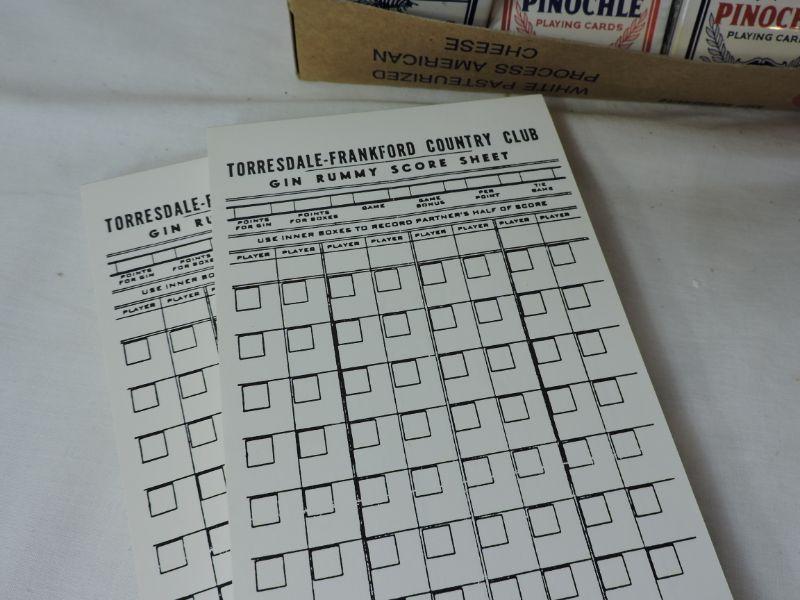 PINOCHLE
PLAYING CARDS
PINOCH
PLAYING CAR
WHITE PASTEURIZED
PROCESS AMERICAN
CHEESE
TORRESDALE-FRANKFORD COUNTRY CLUB
GIN RUMMY SCORE SHEET
POINTS FOR GIN POINTS FOR BOXES GAME GAME BONUS PER POINT TIE GAME
USE INNER BOXES TO RECORD PARTNER'S HALF OF SCORE
PLAYER PLAYER PLAYER PLAYER PLAYER PLAYER PLAYER PLAYER
TORRESDALE-F
GIN RU
POINTS FOR GIN POINTS FOR BOXES
USE INNER BO
PLAYER PLAYER